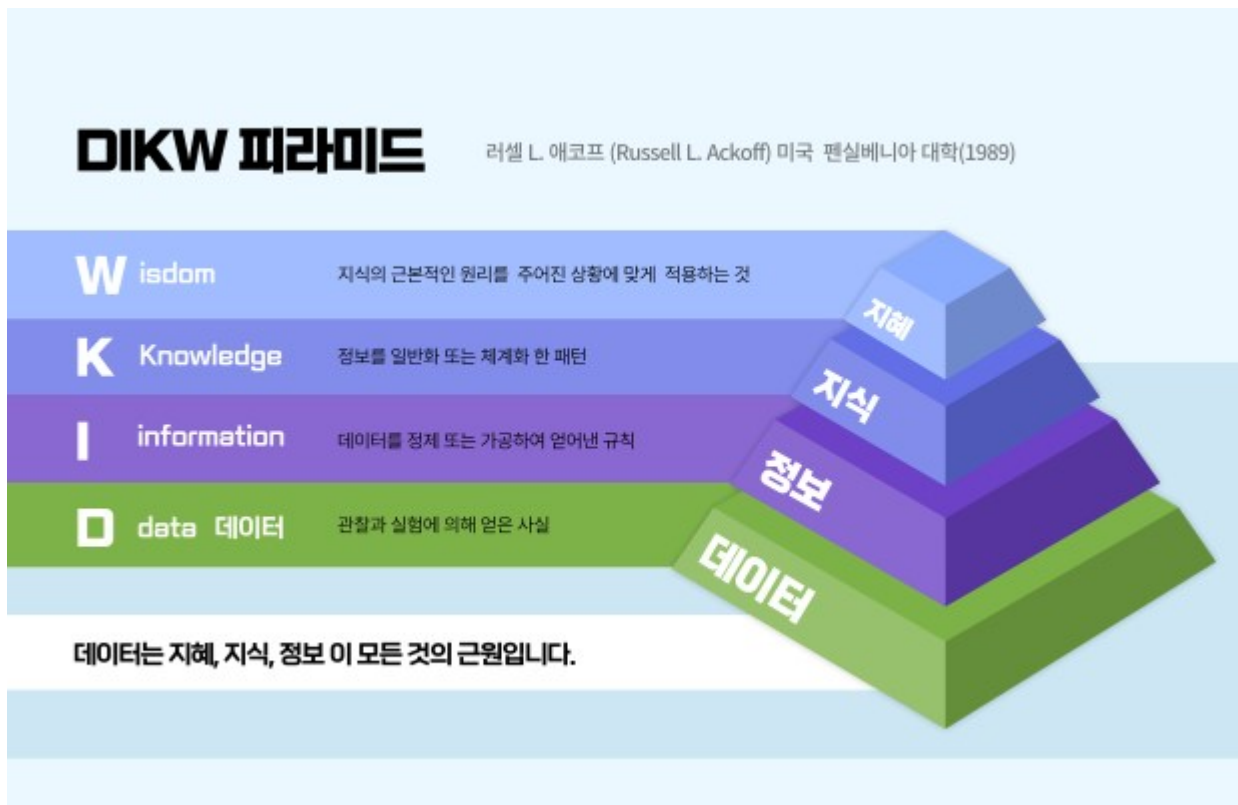 DIKW 피라미드
러셀 L. 애코프 (Russell L. Ackoff) 미국 펜실베니아 대학(1989)
W isdom 지식의 근본적인 원리를 주어진 상황에 맞게 적용하는 것
K Knowledge 정보를 일반화 또는 체계화 한 패턴
I information 데이터를 정제 또는 가공하여 얻어낸 규칙
D data 데이터 관찰과 실험에 의해 얻은 사실
지혜
지식
정보
데이터
데이터는 지혜, 지식, 정보 이 모든 것의 근원입니다.